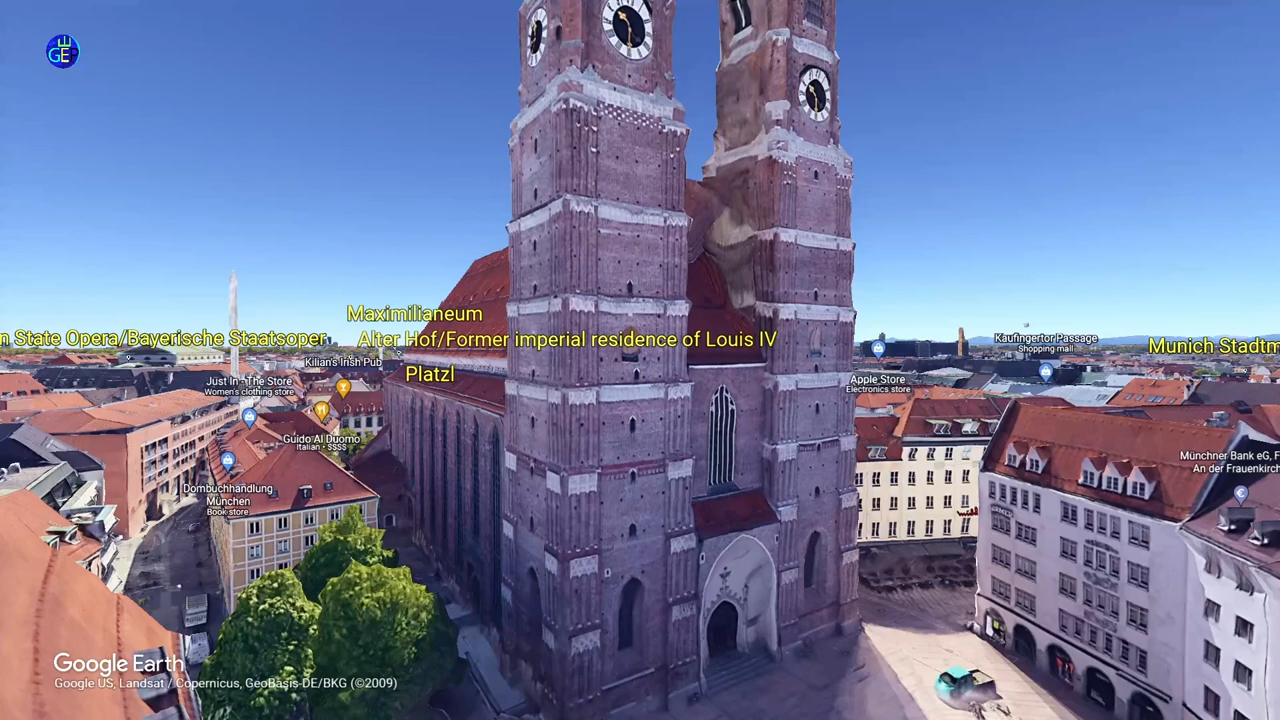 GEP
Maximilianeum
n State Opera/Bayerische Staatsoper
Alter Hof/Former imperial residence of Louis IV
Kaufingertor Passage
Shopping mall
Munich Stadtm
Kilian's Irish Pub
Platzl
Just In - The Store
Women's clothing store
Apple Store
Electronics store
Guido Al Duomo
Italian · $$$$
Münchner Bank eG, F
An der Frauenkirch
Dombuchhandlung
München
Book store
Google Earth
Google US, Landsat / Copernicus, GeoBasis-DE/BKG (©2009)